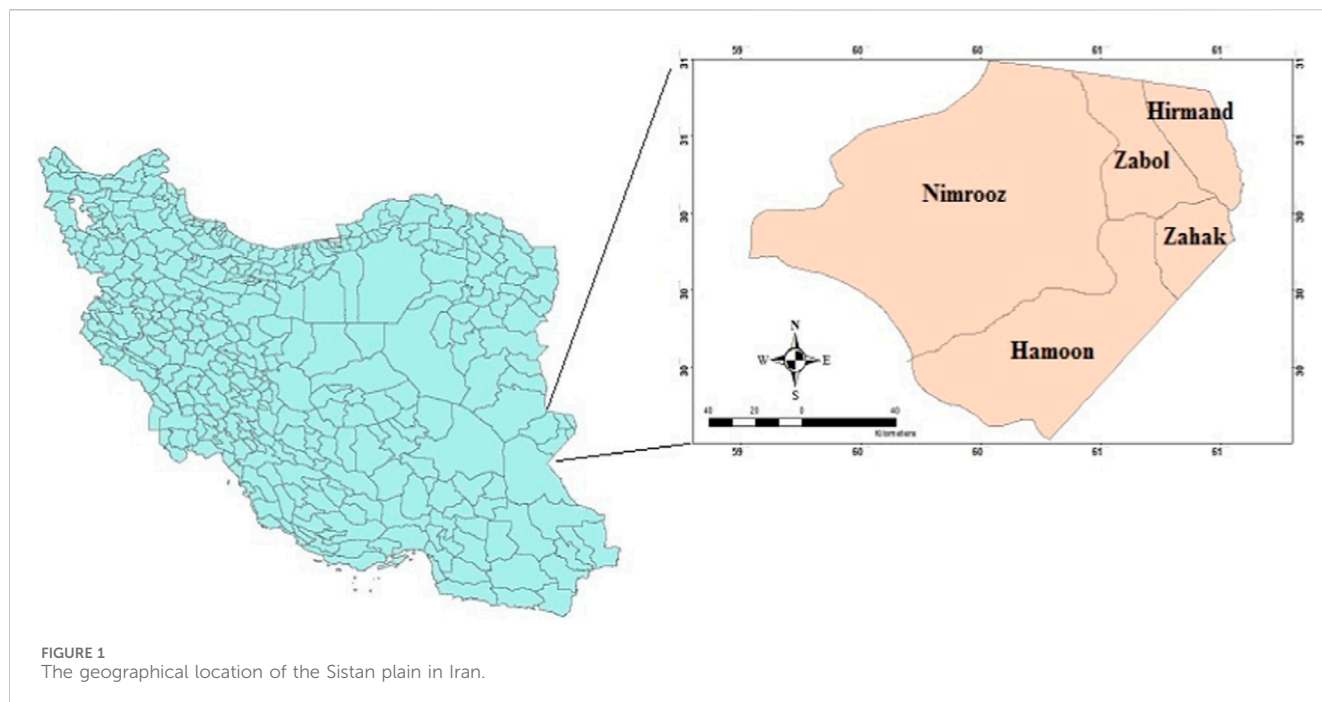 59 60 60 61 61
31
31
30
30
30
Hirmand
Zabol
Nimrooz
Zahak
Hamoon
N
W E
S
40 20 0 40
Kilometers
31
31
30
30
30
59 60 60 61 61
FIGURE 1
The geographical location of the Sistan plain in Iran.